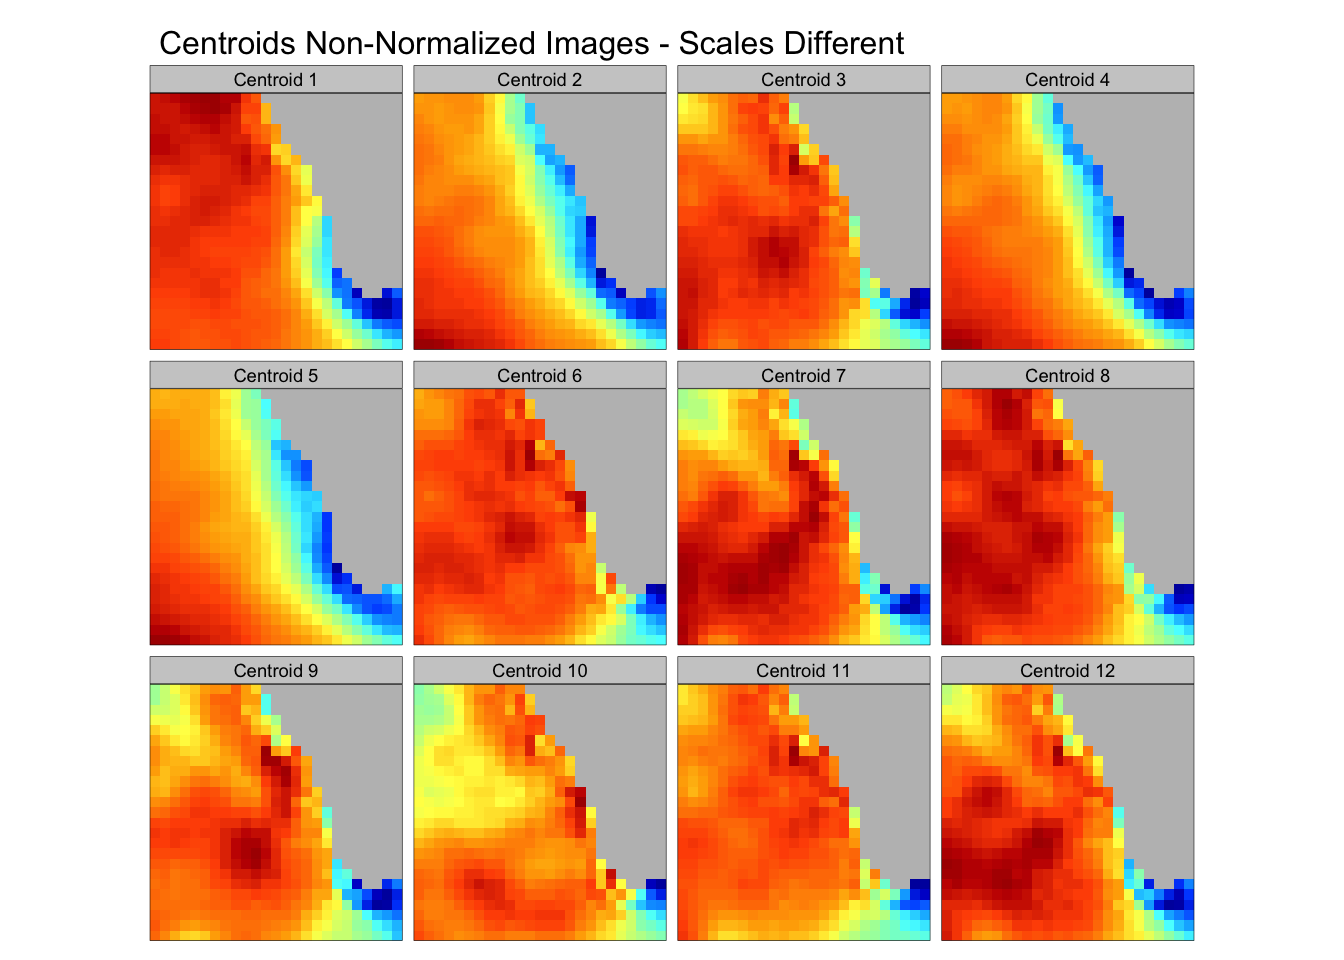 Centroids Non-Normalized Images - Scales Different
Centroid 1
Centroid 2
Centroid 3
Centroid 4
Centroid 5
Centroid 6
Centroid 7
Centroid 8
Centroid 9
Centroid 10
Centroid 11
Centroid 12